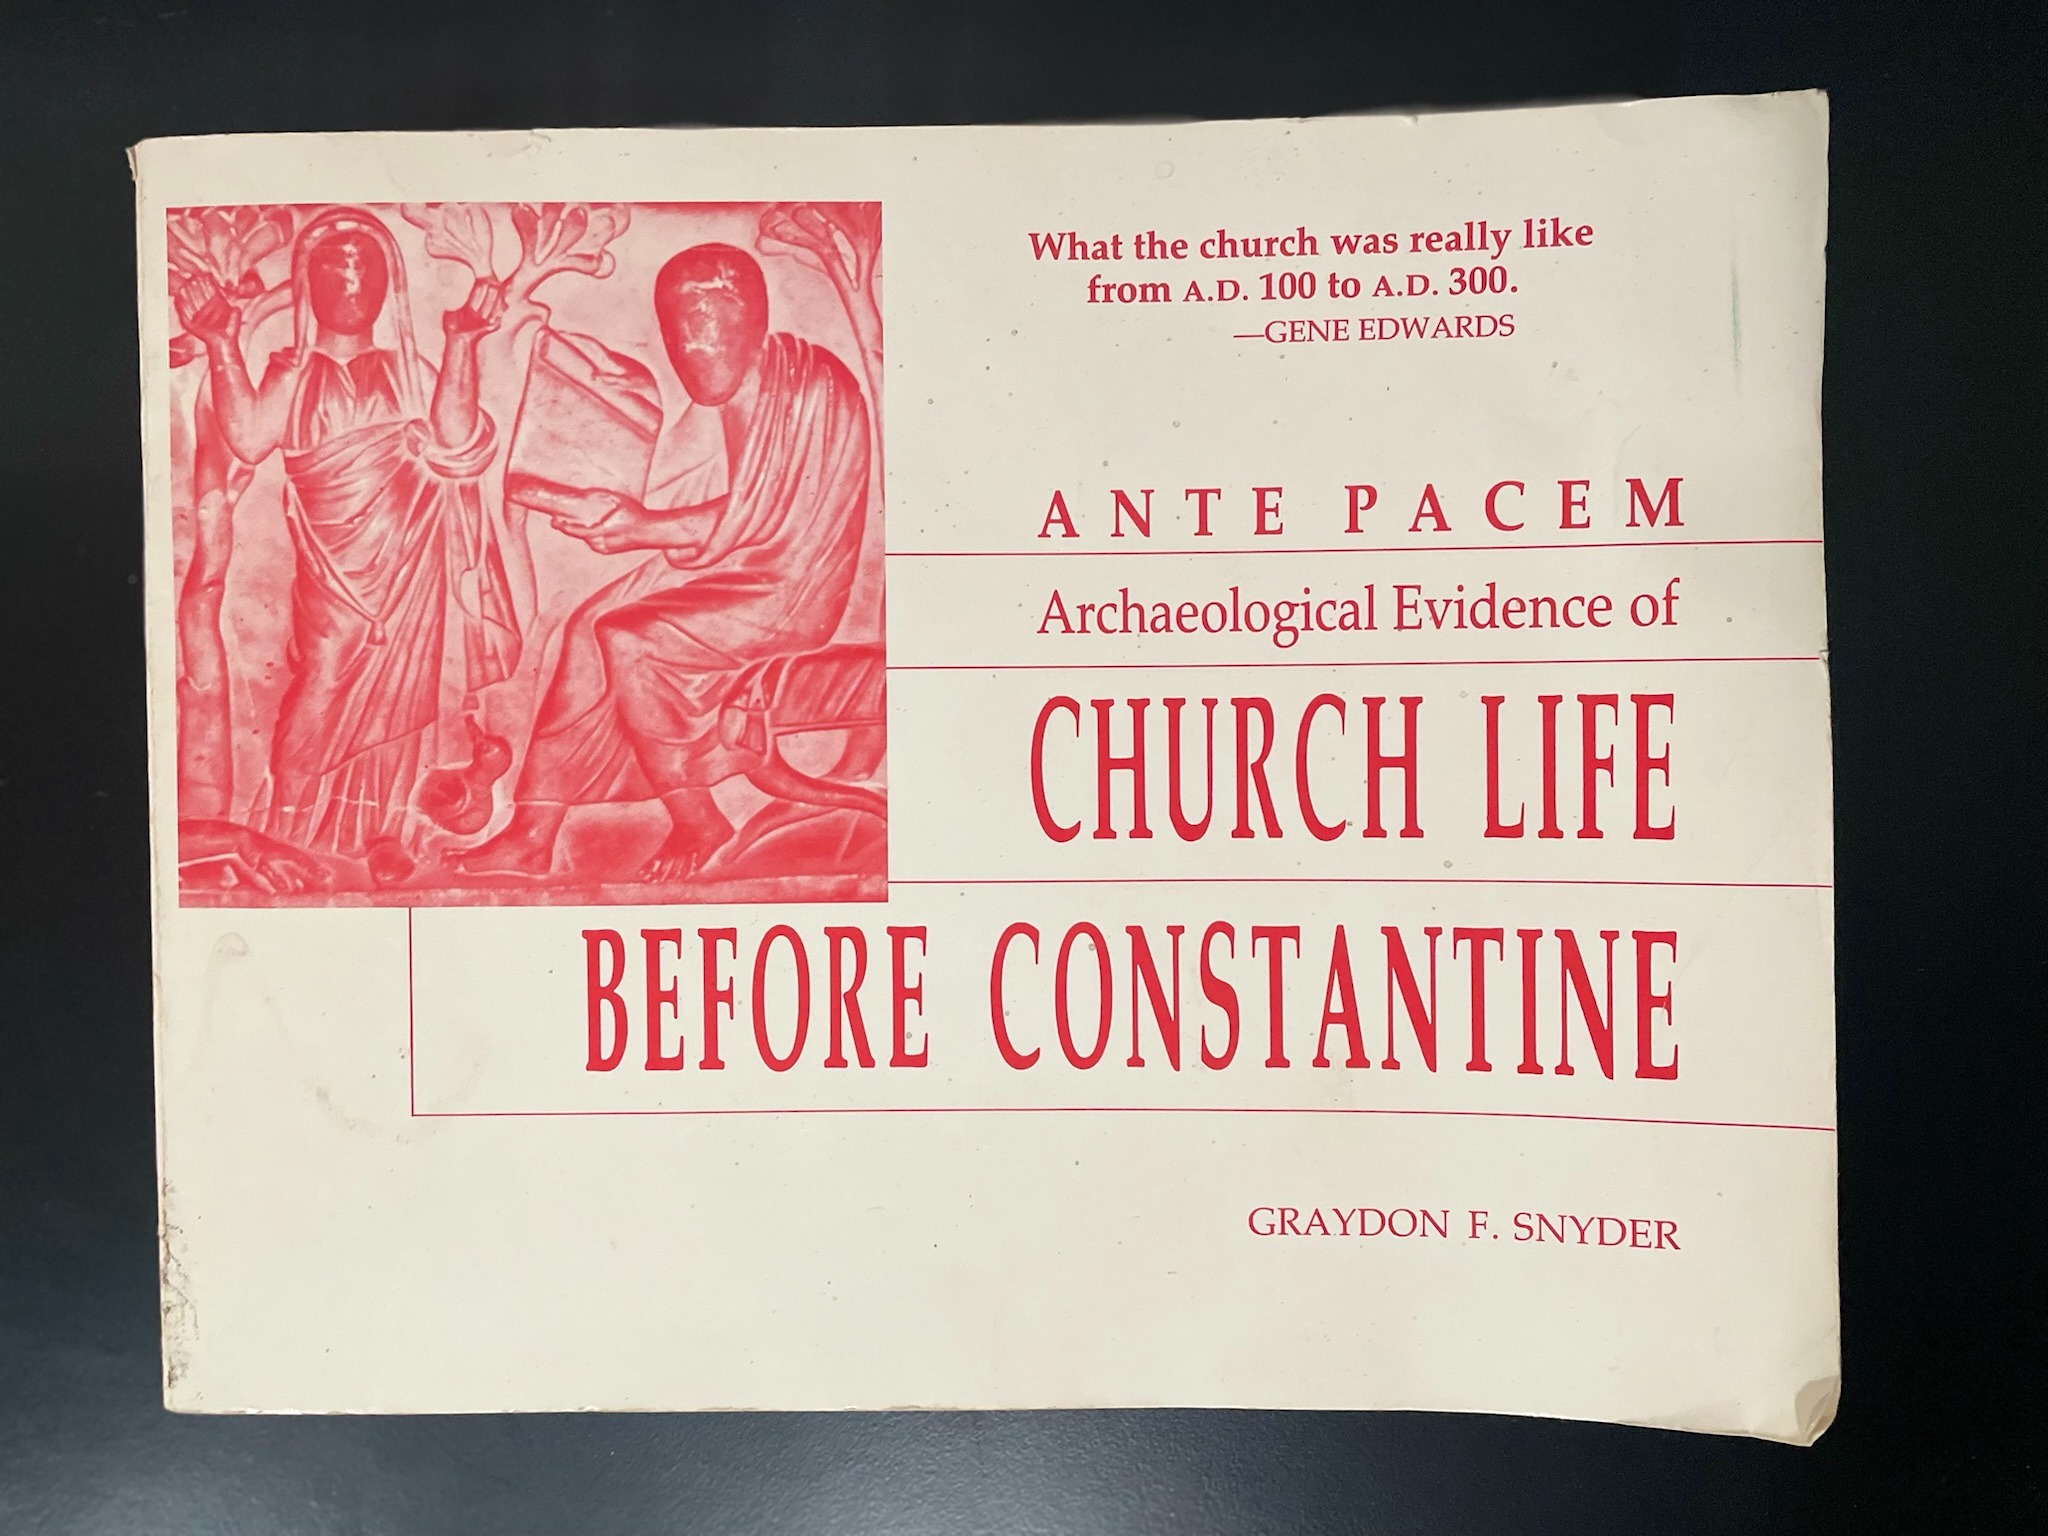 What the church was really like
from A.D. 100 to A.D. 300.
—GENE EDWARDS
ANTE PACEM
Archaeological Evidence of
CHURCH LIFE
BEFORE CONSTANTINE
GRAYDON F. SNYDER